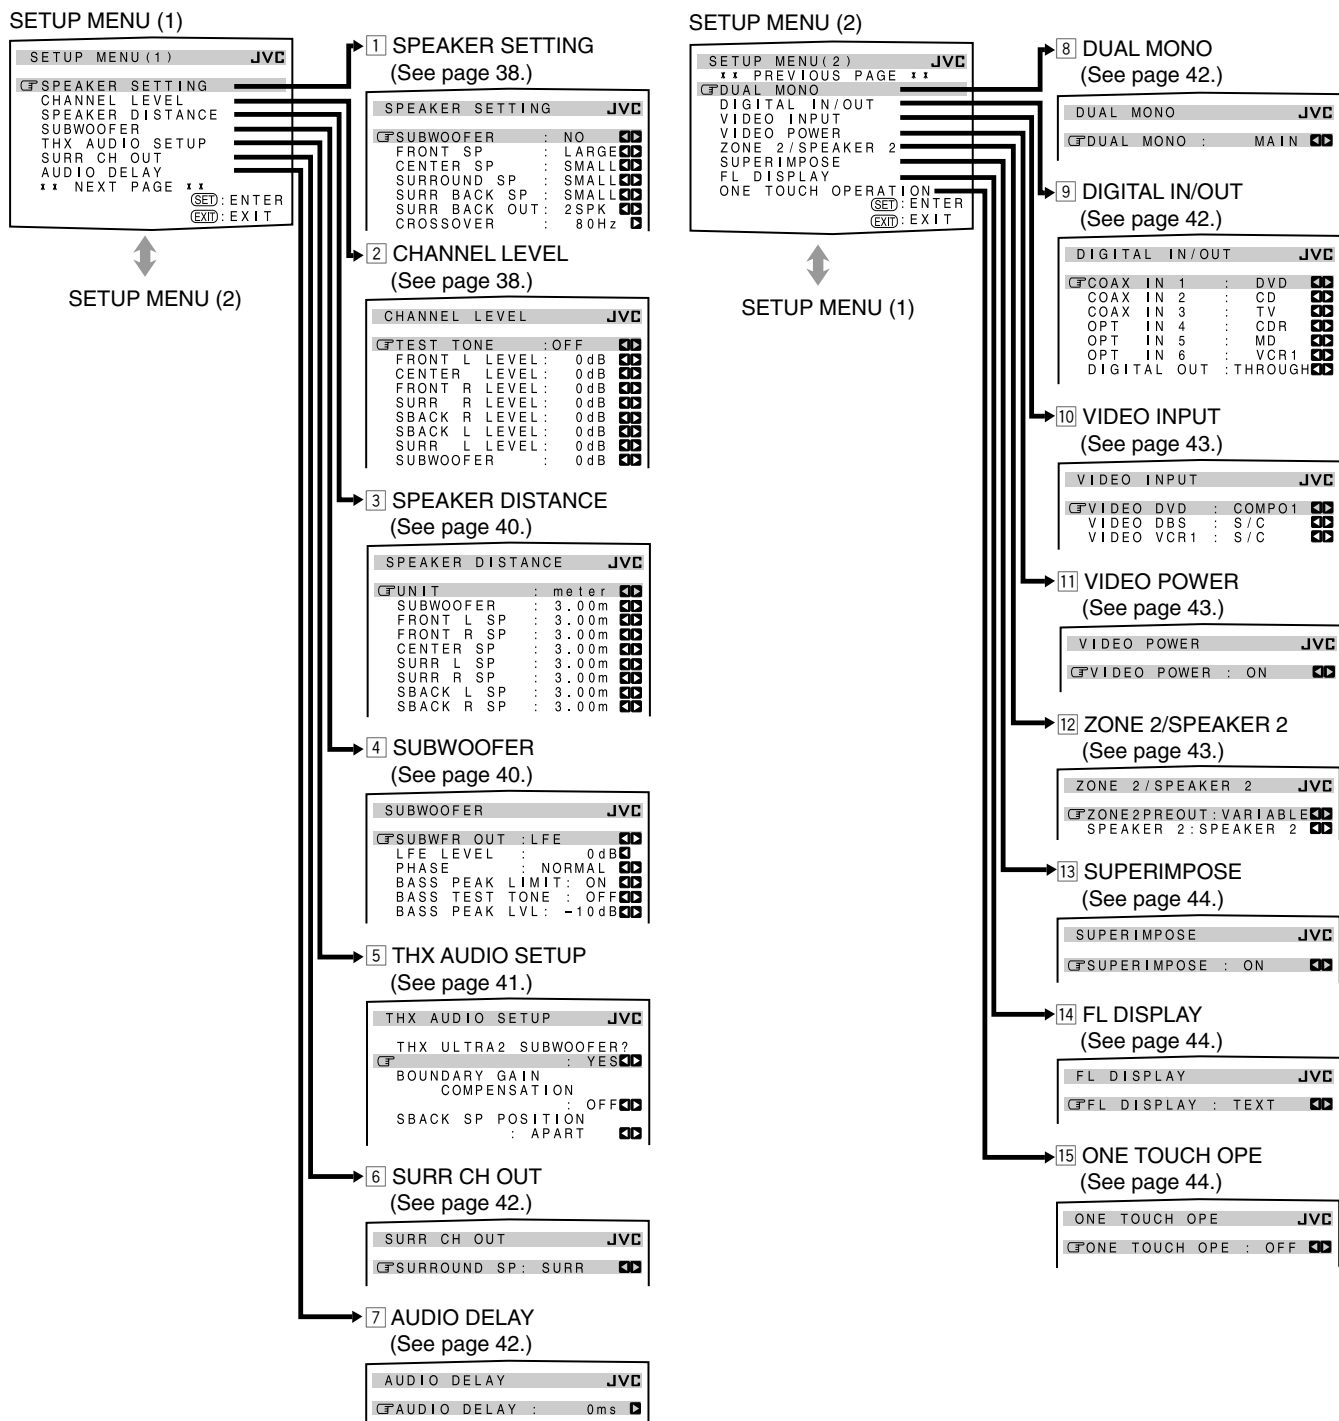 SETUP MENU (1)
SETUP MENU(1) JVC
SPEAKER SETTING
CHANNEL LEVEL
SPEAKER DISTANCE
SUBWOOFER
THX AUDIO SETUP
SURR CH OUT
AUDIO DELAY
** NEXT PAGE **
SET : ENTER
EXIT : EXIT
SETUP MENU (2)
1 SPEAKER SETTING
(See page 38.)
SPEAKER SETTING JVC
SUBWOOFER : NO
FRONT SP : LARGE
CENTER SP : SMALL
SURROUND SP : SMALL
SURR BACK SP : SMALL
SURR BACK OUT: 2SPK
CROSSOVER : 80Hz
2 CHANNEL LEVEL
(See page 38.)
CHANNEL LEVEL JVC
TEST TONE :OFF
FRONT L LEVEL: 0dB
CENTER LEVEL: 0dB
FRONT R LEVEL: 0dB
SURR R LEVEL: 0dB
SBACK R LEVEL: 0dB
SBACK L LEVEL: 0dB
SURR L LEVEL: 0dB
SUBWOOFER : 0dB
3 SPEAKER DISTANCE
(See page 40.)
SPEAKER DISTANCE JVC
UNIT : meter
SUBWOOFER : 3.00m
FRONT L SP : 3.00m
FRONT R SP : 3.00m
CENTER SP : 3.00m
SURR L SP : 3.00m
SURR R SP : 3.00m
SBACK L SP : 3.00m
SBACK R SP : 3.00m
4 SUBWOOFER
(See page 40.)
SUBWOOFER JVC
SUBWFR OUT :LFE
LFE LEVEL : 0dB
PHASE : NORMAL
BASS PEAK LIMIT: ON
BASS TEST TONE : OFF
BASS PEAK LVL: -10dB
5 THX AUDIO SETUP
(See page 41.)
THX AUDIO SETUP JVC
THX ULTRA2 SUBWOOFER?
: YES
BOUNDARY GAIN
COMPENSATION
: OFF
SBACK SP POSITION
: APART
6 SURR CH OUT
(See page 42.)
SURR CH OUT JVC
SURROUND SP: SURR
7 AUDIO DELAY
(See page 42.)
AUDIO DELAY JVC
AUDIO DELAY : 0ms
SETUP MENU (2)
SETUP MENU(2) JVC
** PREVIOUS PAGE **
DUAL MONO
DIGITAL IN/OUT
VIDEO INPUT
VIDEO POWER
ZONE 2/SPEAKER 2
SUPERIMPOSE
FL DISPLAY
ONE TOUCH OPERATION
SET : ENTER
EXIT : EXIT
SETUP MENU (1)
8 DUAL MONO
(See page 42.)
DUAL MONO JVC
DUAL MONO : MAIN
9 DIGITAL IN/OUT
(See page 42.)
DIGITAL IN/OUT JVC
COAX IN 1 : DVD
COAX IN 2 : CD
COAX IN 3 : TV
OPT IN 4 : CDR
OPT IN 5 : MD
OPT IN 6 : VCR1
DIGITAL OUT :THROUGH
10 VIDEO INPUT
(See page 43.)
VIDEO INPUT JVC
VIDEO DVD : COMPO1
VIDEO DBS : S/C
VIDEO VCR1 : S/C
11 VIDEO POWER
(See page 43.)
VIDEO POWER JVC
VIDEO POWER : ON
12 ZONE 2/SPEAKER 2
(See page 43.)
ZONE 2/SPEAKER 2 JVC
ZONE2PREOUT:VARIABLE
SPEAKER 2:SPEAKER 2
13 SUPERIMPOSE
(See page 44.)
SUPERIMPOSE JVC
SUPERIMPOSE : ON
14 FL DISPLAY
(See page 44.)
FL DISPLAY JVC
FL DISPLAY : TEXT
15 ONE TOUCH OPE
(See page 44.)
ONE TOUCH OPE JVC
ONE TOUCH OPE : OFF